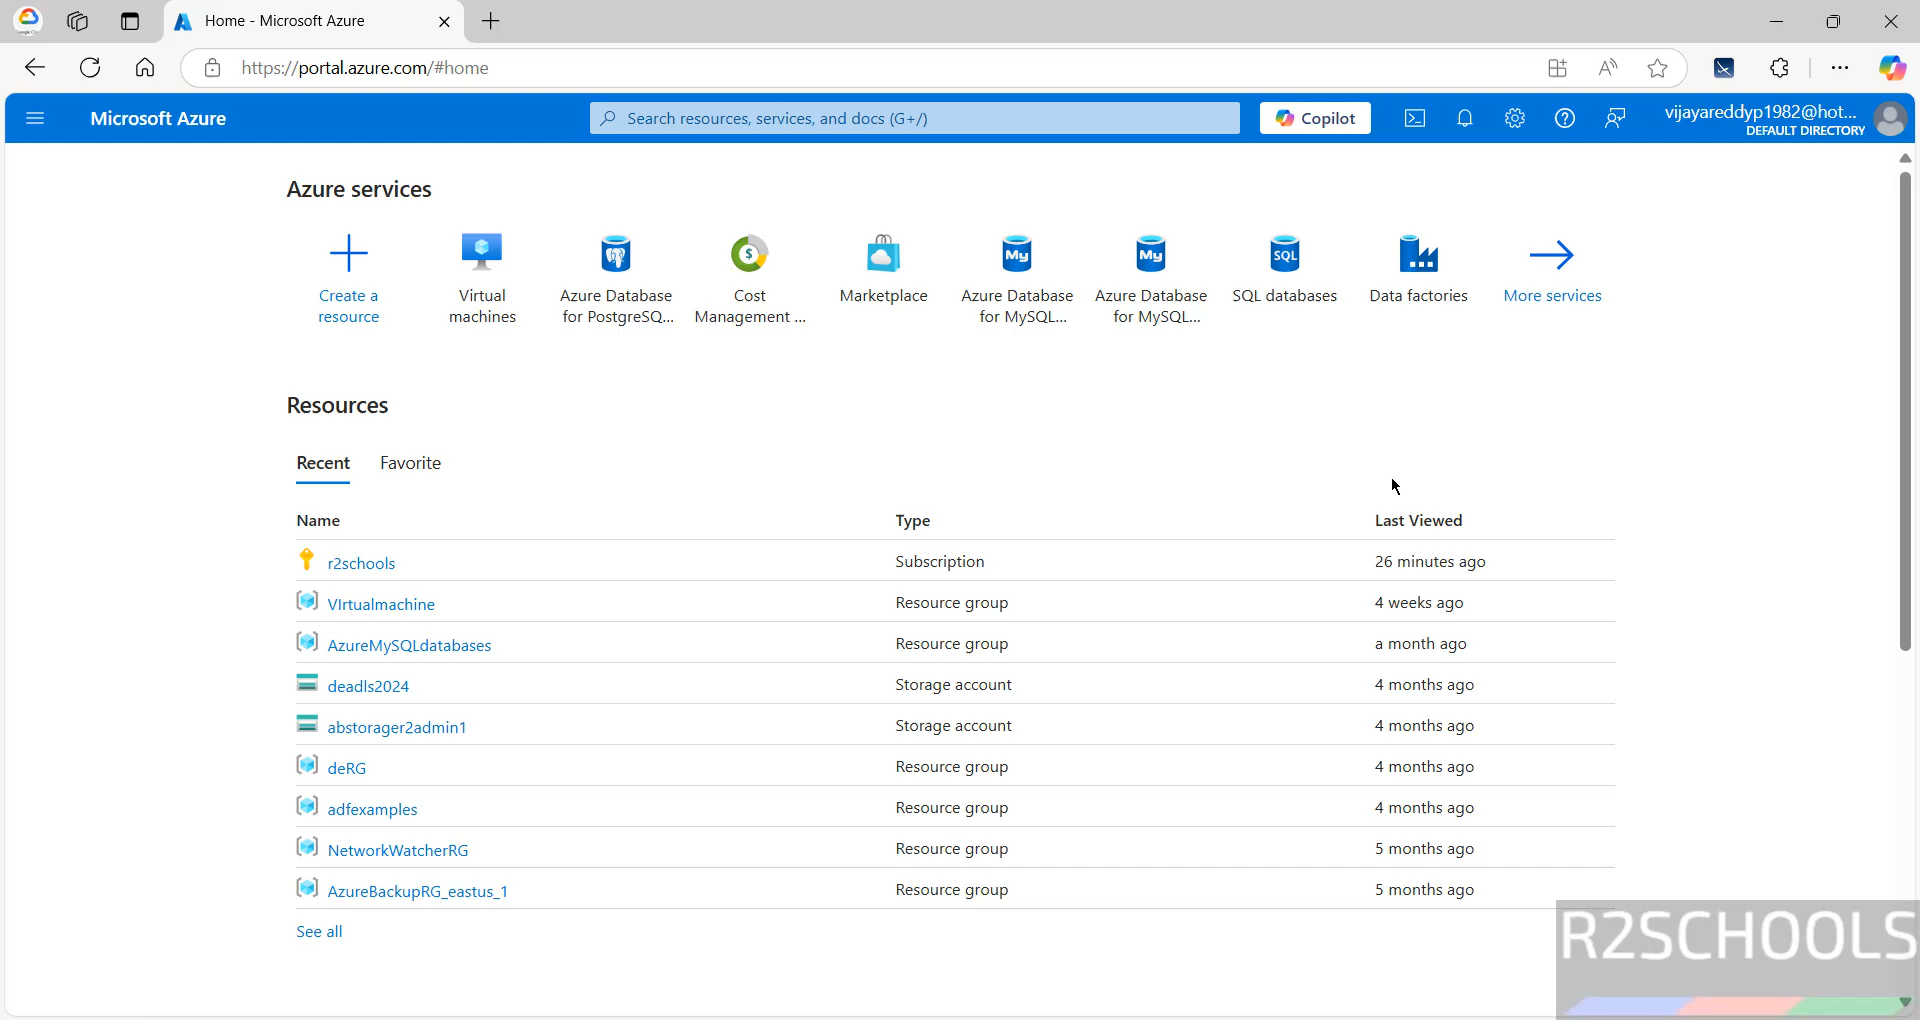 Home - Microsoft Azure
https://portal.azure.com/#home
Microsoft Azure
Search resources, services, and docs (G+/)
Copilot
vijayareddyp1982@hot...
DEFAULT DIRECTORY
Azure services
Create a
resource
Virtual
machines
Azure Database
for PostgreSQ...
Cost
Management ...
Marketplace
Azure Database
for MySQL...
Azure Database
for MySQL...
SQL databases
Data factories
More services
My
My
SQL
Resources
Recent Favorite
Name Type Last Viewed
r2schools Subscription 26 minutes ago
VIrtualmachine Resource group 4 weeks ago
AzureMySQLdatabases Resource group a month ago
deadls2024 Storage account 4 months ago
abstorager2admin1 Storage account 4 months ago
deRG Resource group 4 months ago
adfexamples Resource group 4 months ago
NetworkWatcherRG Resource group 5 months ago
AzureBackupRG_eastus_1 Resource group 5 months ago
See all
R2SCHOOLS